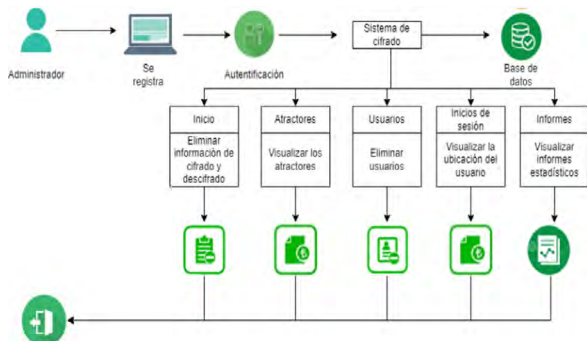 Administrador
Se
registra
Autentificación
Sistema de
cifrado
Base de
datos
Inicio
Eliminar
información de
cifrado y
descifrado
Atractores
Visualizar los
atractores
Usuarios
Eliminar
usuarios
Inicios de
sesión
Visualizar la
ubicación del
usuario
Informes
Visualizar
informes
estadísticos